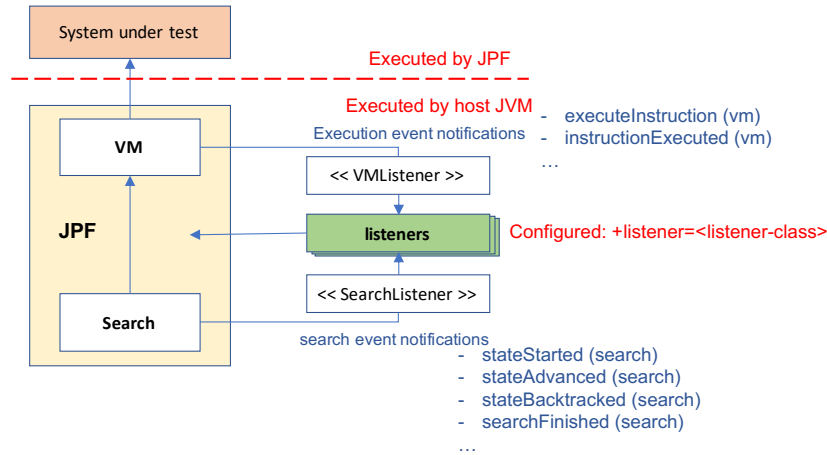 System under test
Executed by JPF
Executed by host JVM
Execution event notifications
- executeInstruction (vm)
- instructionExecuted (vm)
...
VM
<< VMListener >>
JPF
listeners
Configured: +listener=<listener-class>
<< SearchListener >>
Search
search event notifications
- stateStarted (search)
- stateAdvanced (search)
- stateBacktracked (search)
- searchFinished (search)
...